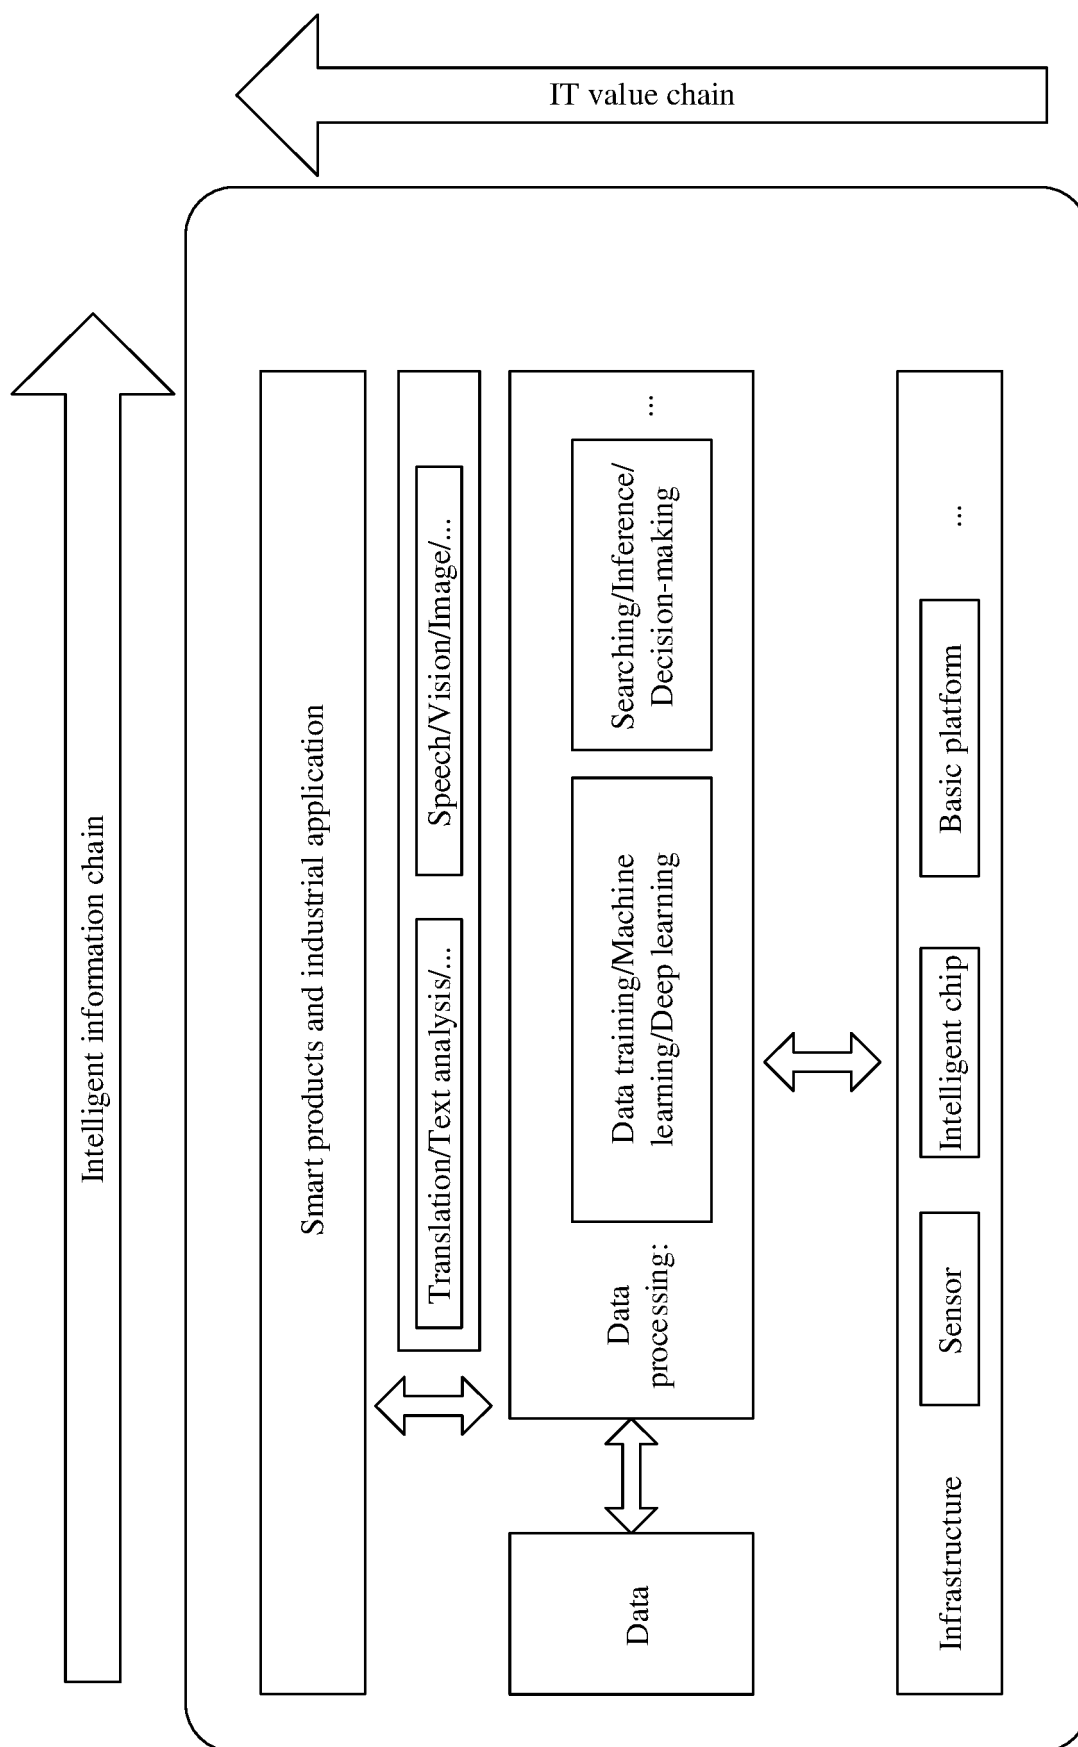 Intelligent information chain
IT value chain
Smart products and industrial application
Translation/Text analysis/...
Speech/Vision/Image/...
Data
Data
processing:
Data training/Machine
learning/Deep learning
Searching/Inference/
Decision-making
...
Infrastructure
Sensor
Intelligent chip
Basic platform
...